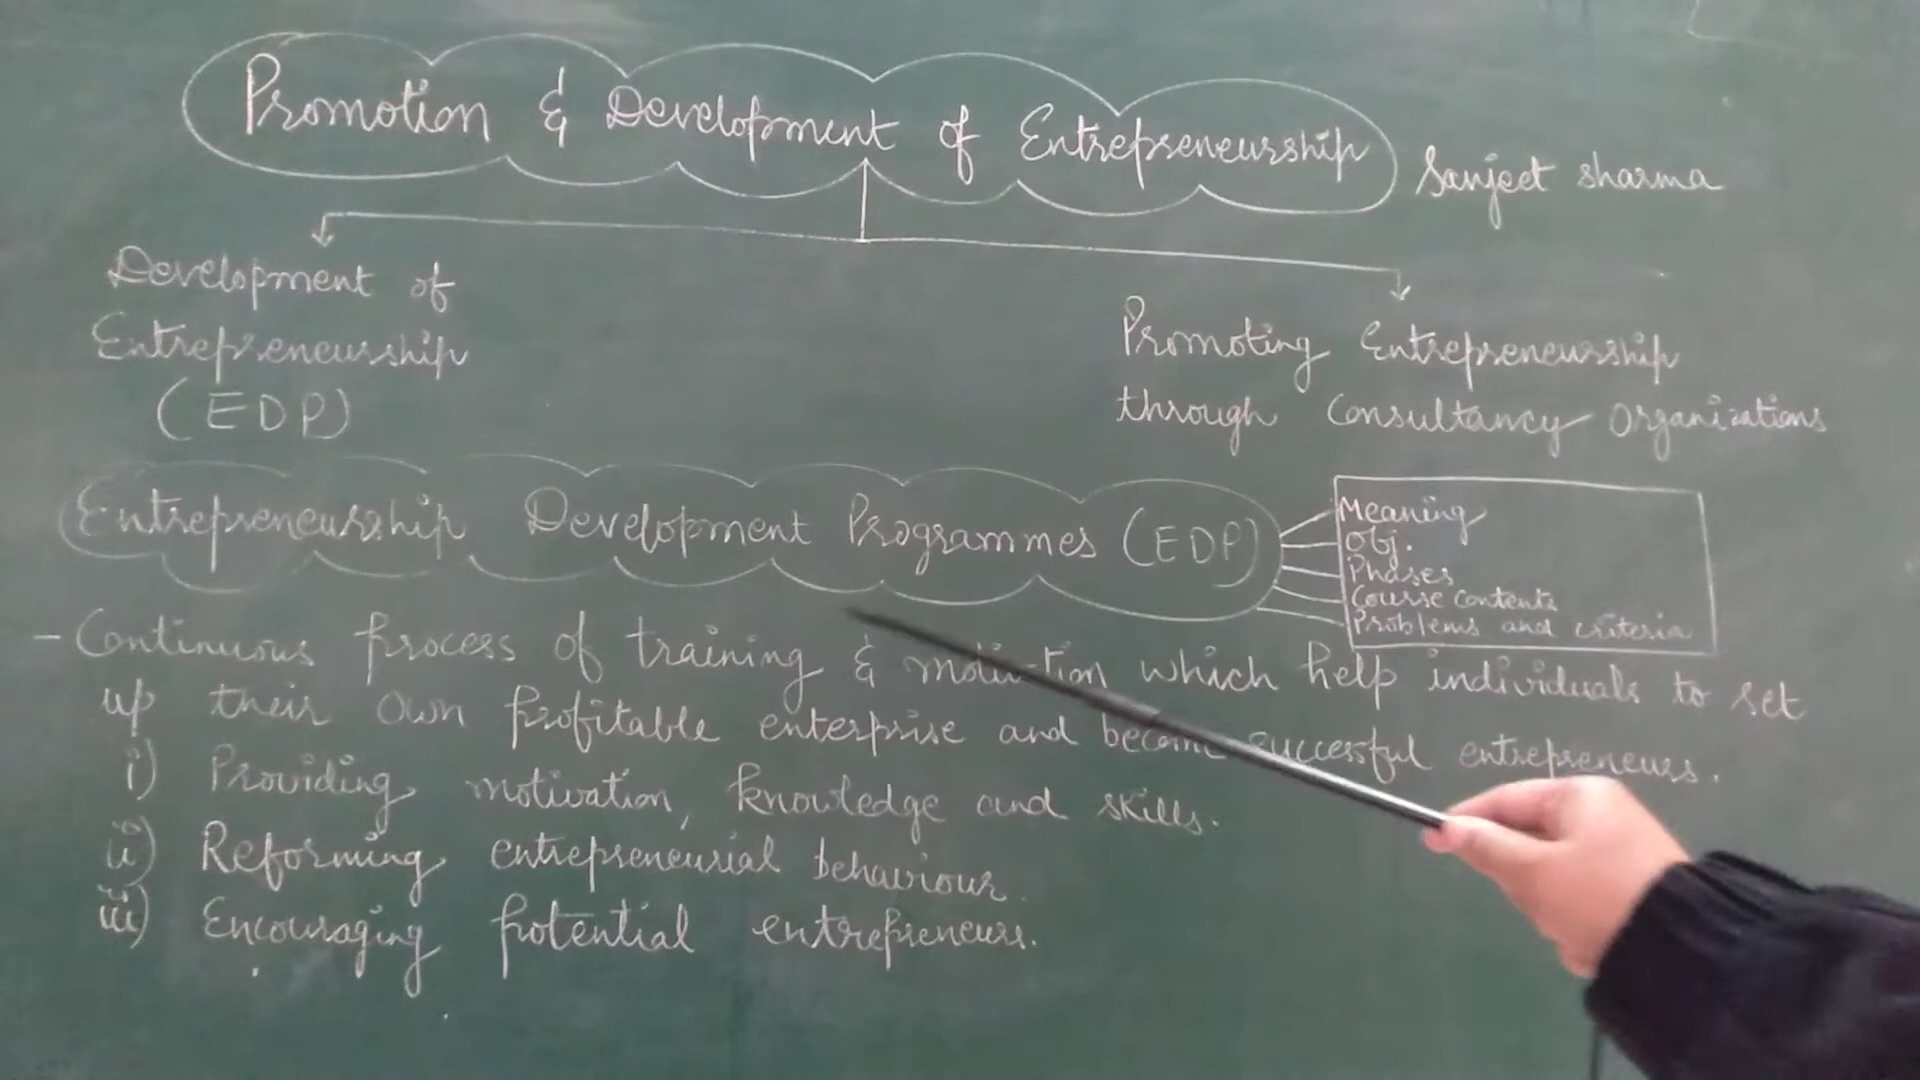 Promotion & Development of Entrepreneurship
Sanjeet sharma
Development of
Entrepreneurship
(EDP)
Promoting Entrepreneurship
through Consultancy Organizations
Entrepreneurship Development Programmes (EDP)
Meaning
Obj.
Phases
Course Contents
Problems and criteria
- Continuous process of training & motivation which help individuals to set
up their own profitable enterprise and become successful entrepreneurs.
i) Providing motivation, knowledge and skills.
ii) Reforming entrepreneurial behaviour.
iii) Encouraging potential entrepreneurs.